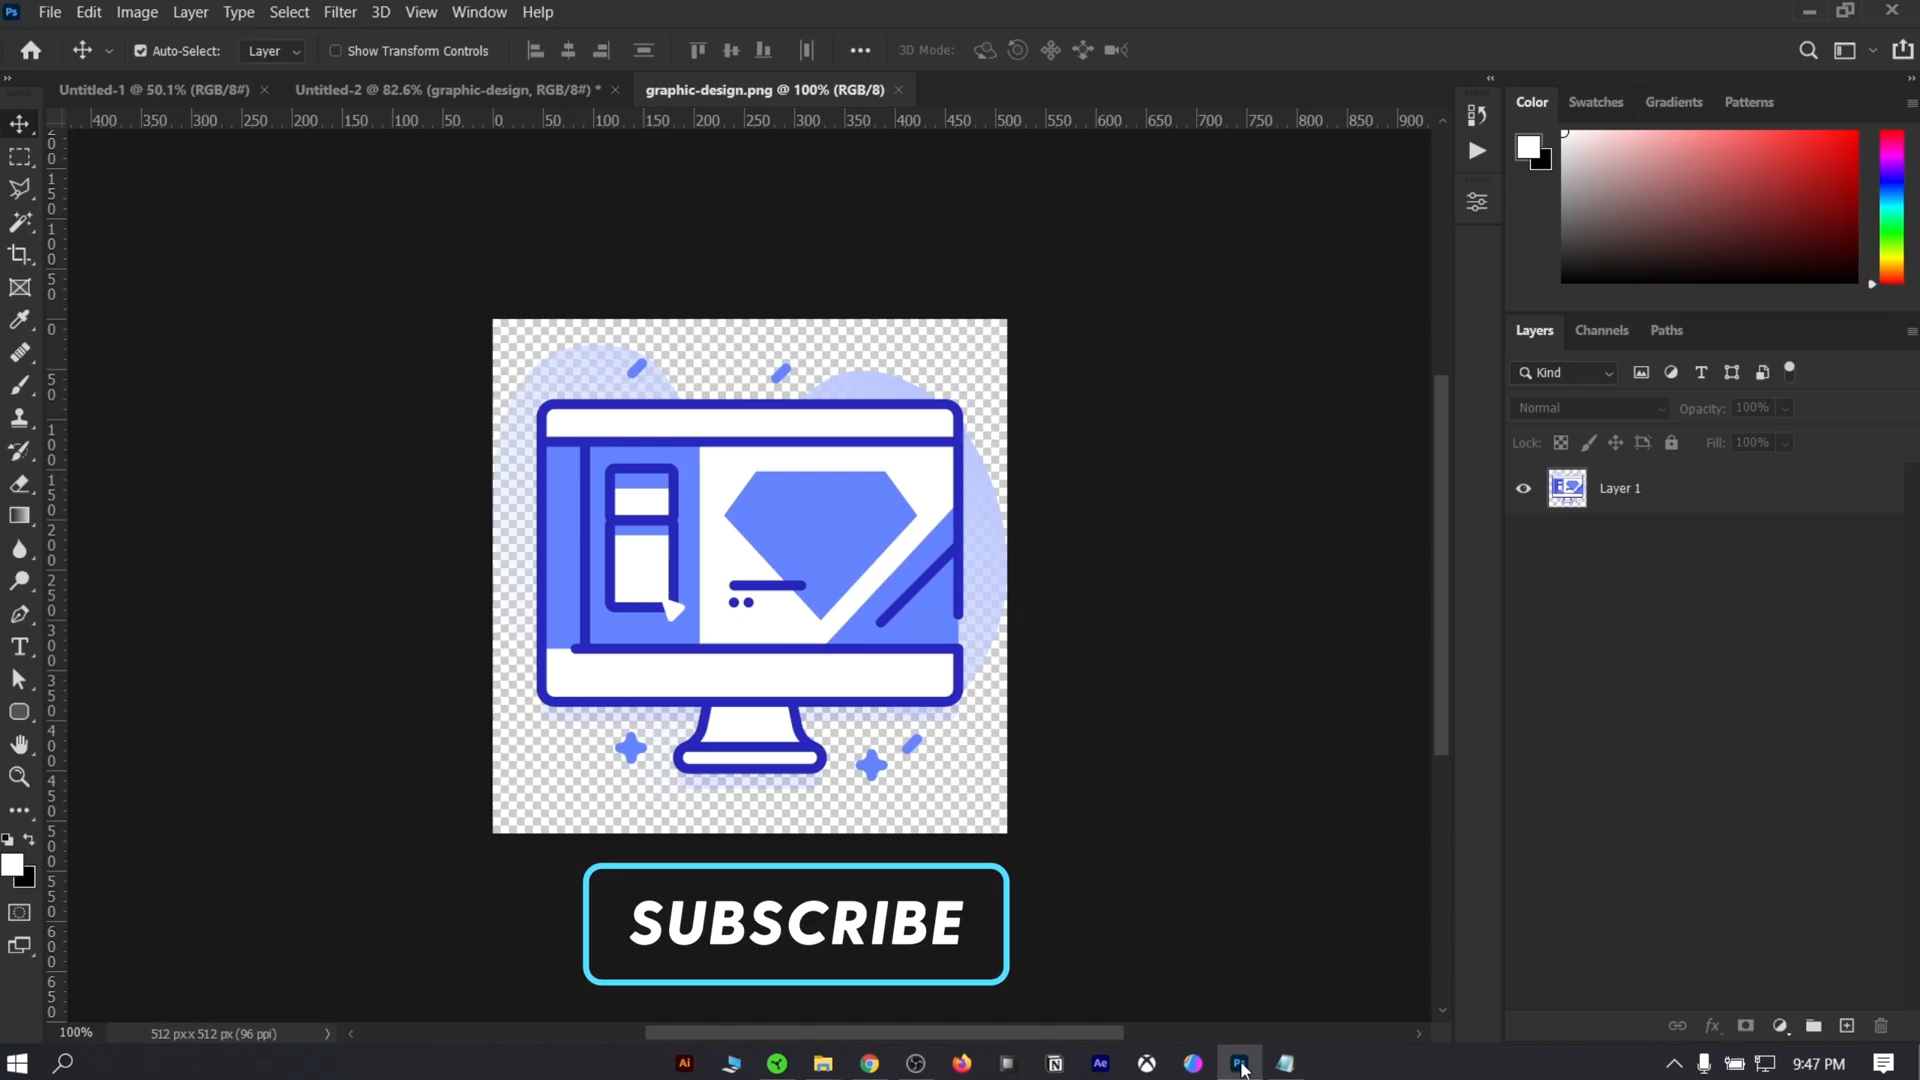 Ps File Edit Image Layer Type Select Filter 3D View Window Help
Auto-Select: Layer Show Transform Controls 3D Mode:
Untitled-1 @ 50.1% (RGB/8#) Untitled-2 @ 82.6% (graphic-design, RGB/8#) * graphic-design.png @ 100% (RGB/8)
400 350 300 250 200 150 100 50 0 50 100 150 200 250 300 350 400 450 500 550 600 650 700 750 800 850 900
Color Swatches Gradients Patterns
Layers Channels Paths
Kind
Normal Opacity: 100%
Lock: Fill: 100%
Layer 1
SUBSCRIBE
100% 512 px x 512 px (96 ppi)
Ai Ae Ps 9:47 PM